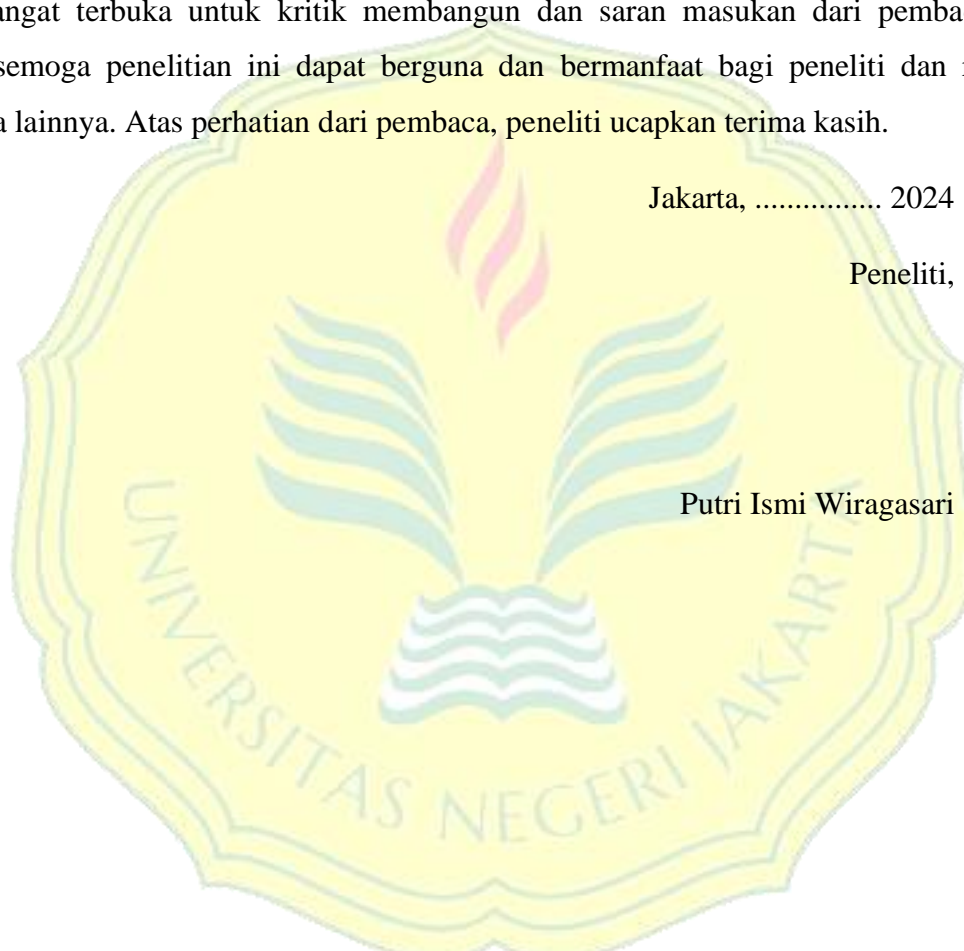 angat terbuka untuk kritik membangun dan saran masukan dari pemba
semoga penelitian ini dapat berguna dan bermanfaat bagi peneliti dan
a lainnya. Atas perhatian dari pembaca, peneliti ucapkan terima kasih.
Jakarta, ................ 2024
Peneliti,
Putri Ismi Wiragasari
UNIVERSITAS NEGERI JAKARTA